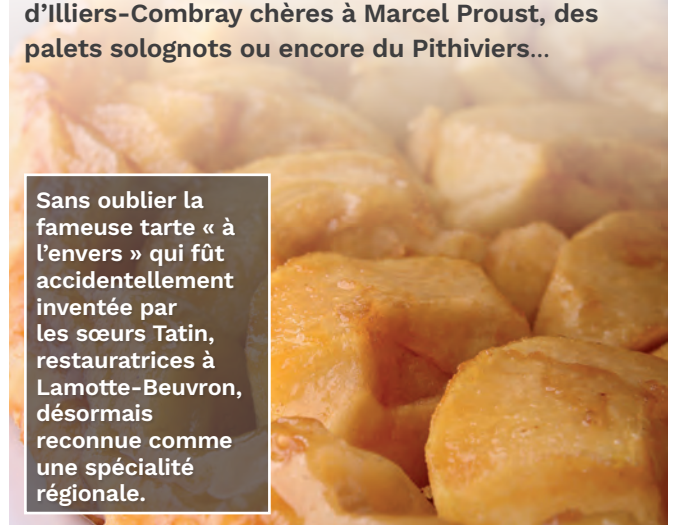 d’Illiers-Combray chères à Marcel Proust, des
palets solognots ou encore du Pithiviers…
Sans oublier la
fameuse tarte « à
l’envers » qui fût
accidentellement
inventée par
les sœurs Tatin,
restauratrices à
Lamotte-Beuvron,
désormais
reconnue comme
une spécialité
régionale.